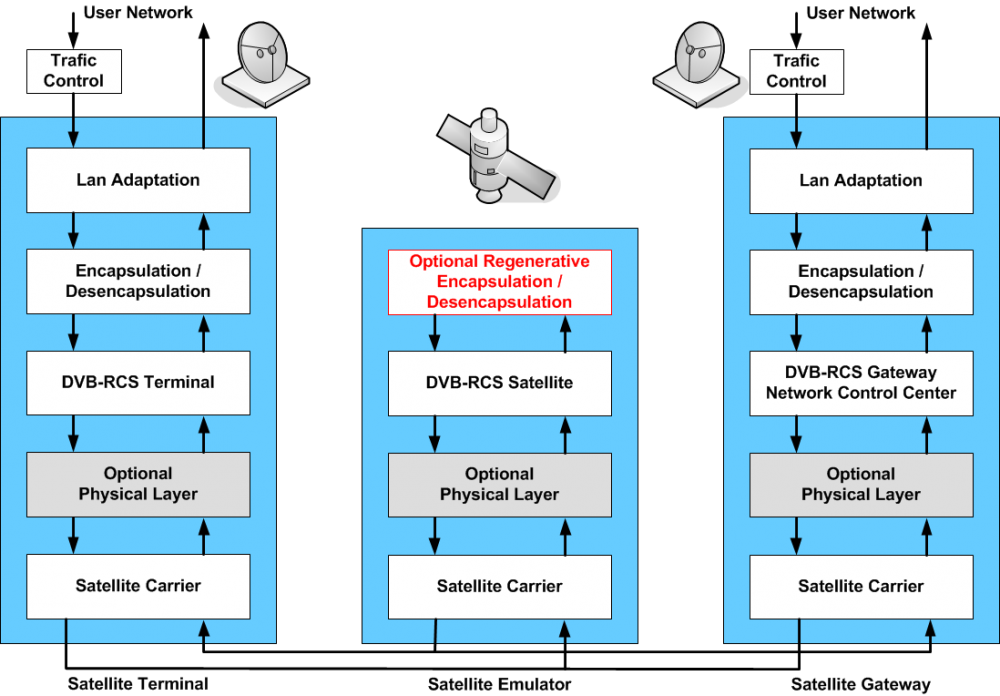 User Network
Trafic
Control
Lan Adaptation
Encapsulation /
Desencapsulation
DVB-RCS Terminal
Optional
Physical Layer
Satellite Carrier
Satellite Terminal
Optional Regenerative
Encapsulation /
Desencapsulation
DVB-RCS Satellite
Optional
Physical Layer
Satellite Carrier
Satellite Emulator
User Network
Trafic
Control
Lan Adaptation
Encapsulation /
Desencapsulation
DVB-RCS Gateway
Network Control Center
Optional
Physical Layer
Satellite Carrier
Satellite Gateway